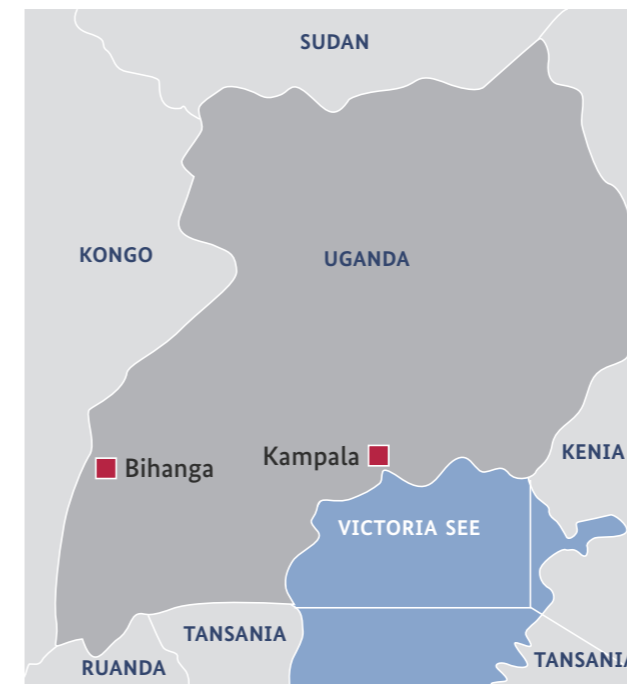 SUDAN
KONGO
UGANDA
KENIA
Kampala
Bihanga
VICTORIA SEE
TANSANIA
TANSANIA
RUANDA